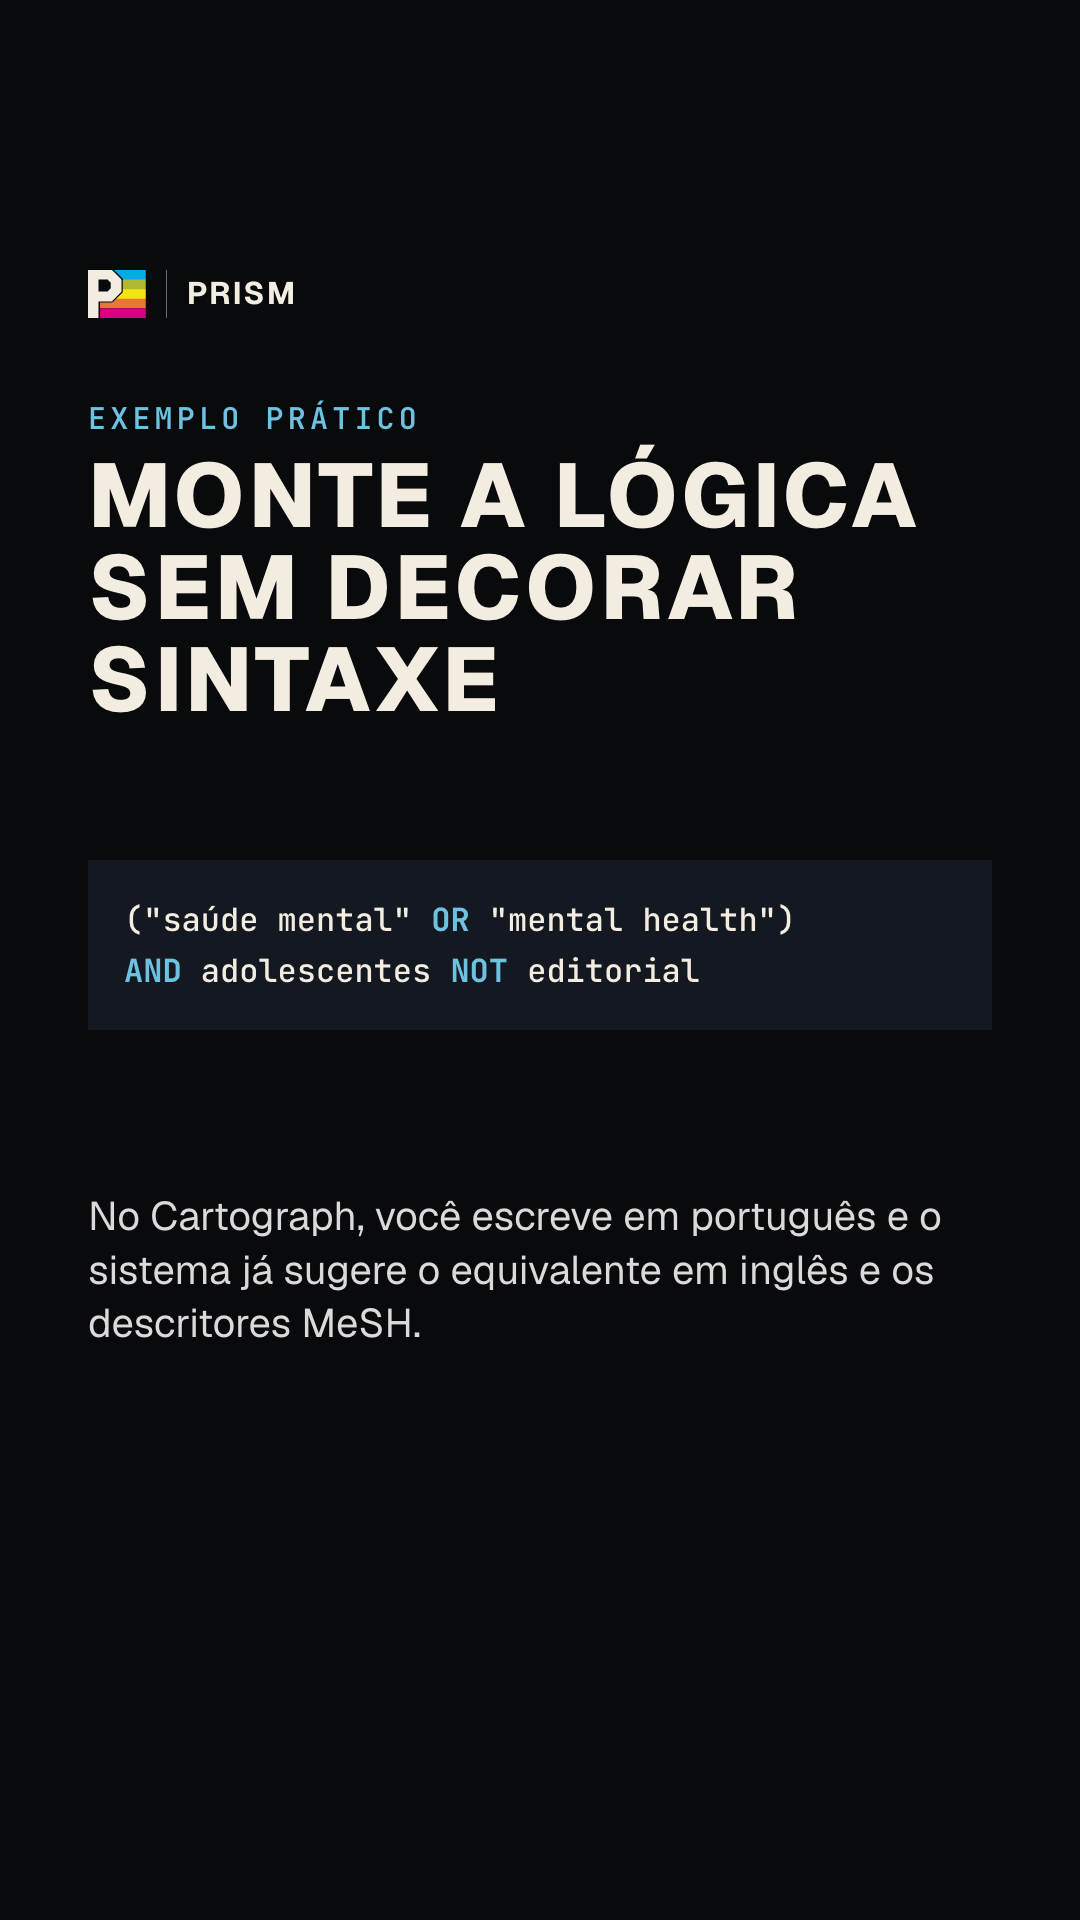 PRISM
EXEMPLO PRÁTICO
MONTE A LÓGICA
SEM DECORAR
SINTAXE
("saúde mental" OR "mental health")
AND adolescentes NOT editorial
No Cartograph, você escreve em português e o
sistema já sugere o equivalente em inglês e os
descritores MeSH.